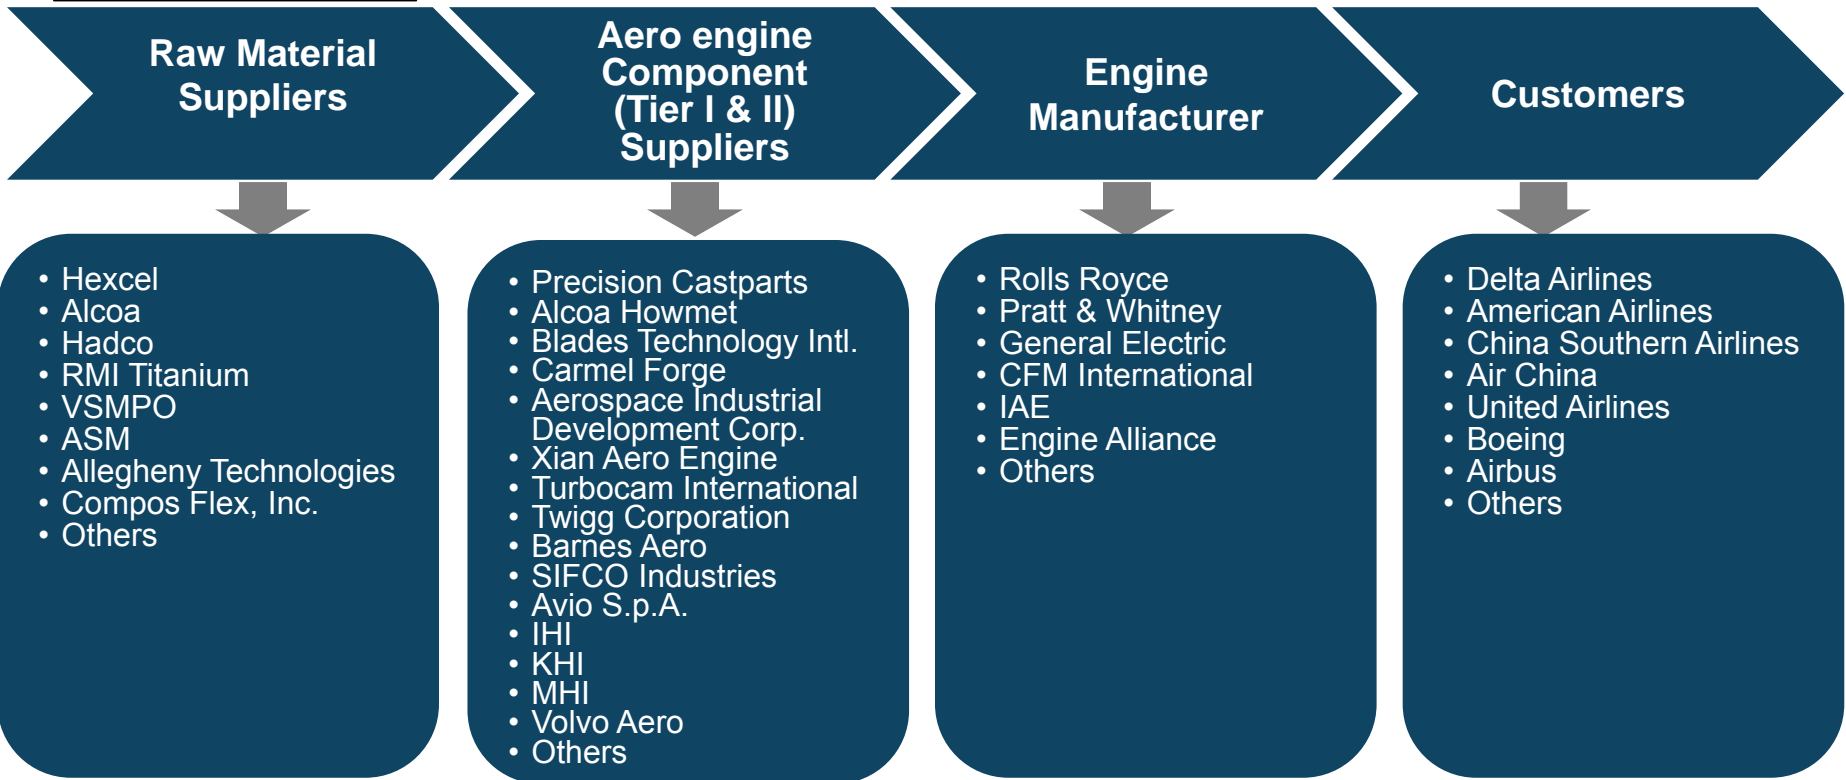 Raw Material
Suppliers
Aero engine
Component
(Tier I & II)
Suppliers
Engine
Manufacturer
Customers
• Hexcel
• Alcoa
• Hadco
• RMI Titanium
• VSMPO
• ASM
• Allegheny Technologies
• Compos Flex, Inc.
• Others
• Precision Castparts
• Alcoa Howmet
• Blades Technology Intl.
• Carmel Forge
• Aerospace Industrial
Development Corp.
• Xian Aero Engine
• Turbocam International
• Twigg Corporation
• Barnes Aero
• SIFCO Industries
• Avio S.p.A.
• IHI
• KHI
• MHI
• Volvo Aero
• Others
• Rolls Royce
• Pratt & Whitney
• General Electric
• CFM International
• IAE
• Engine Alliance
• Others
• Delta Airlines
• American Airlines
• China Southern Airlines
• Air China
• United Airlines
• Boeing
• Airbus
• Others